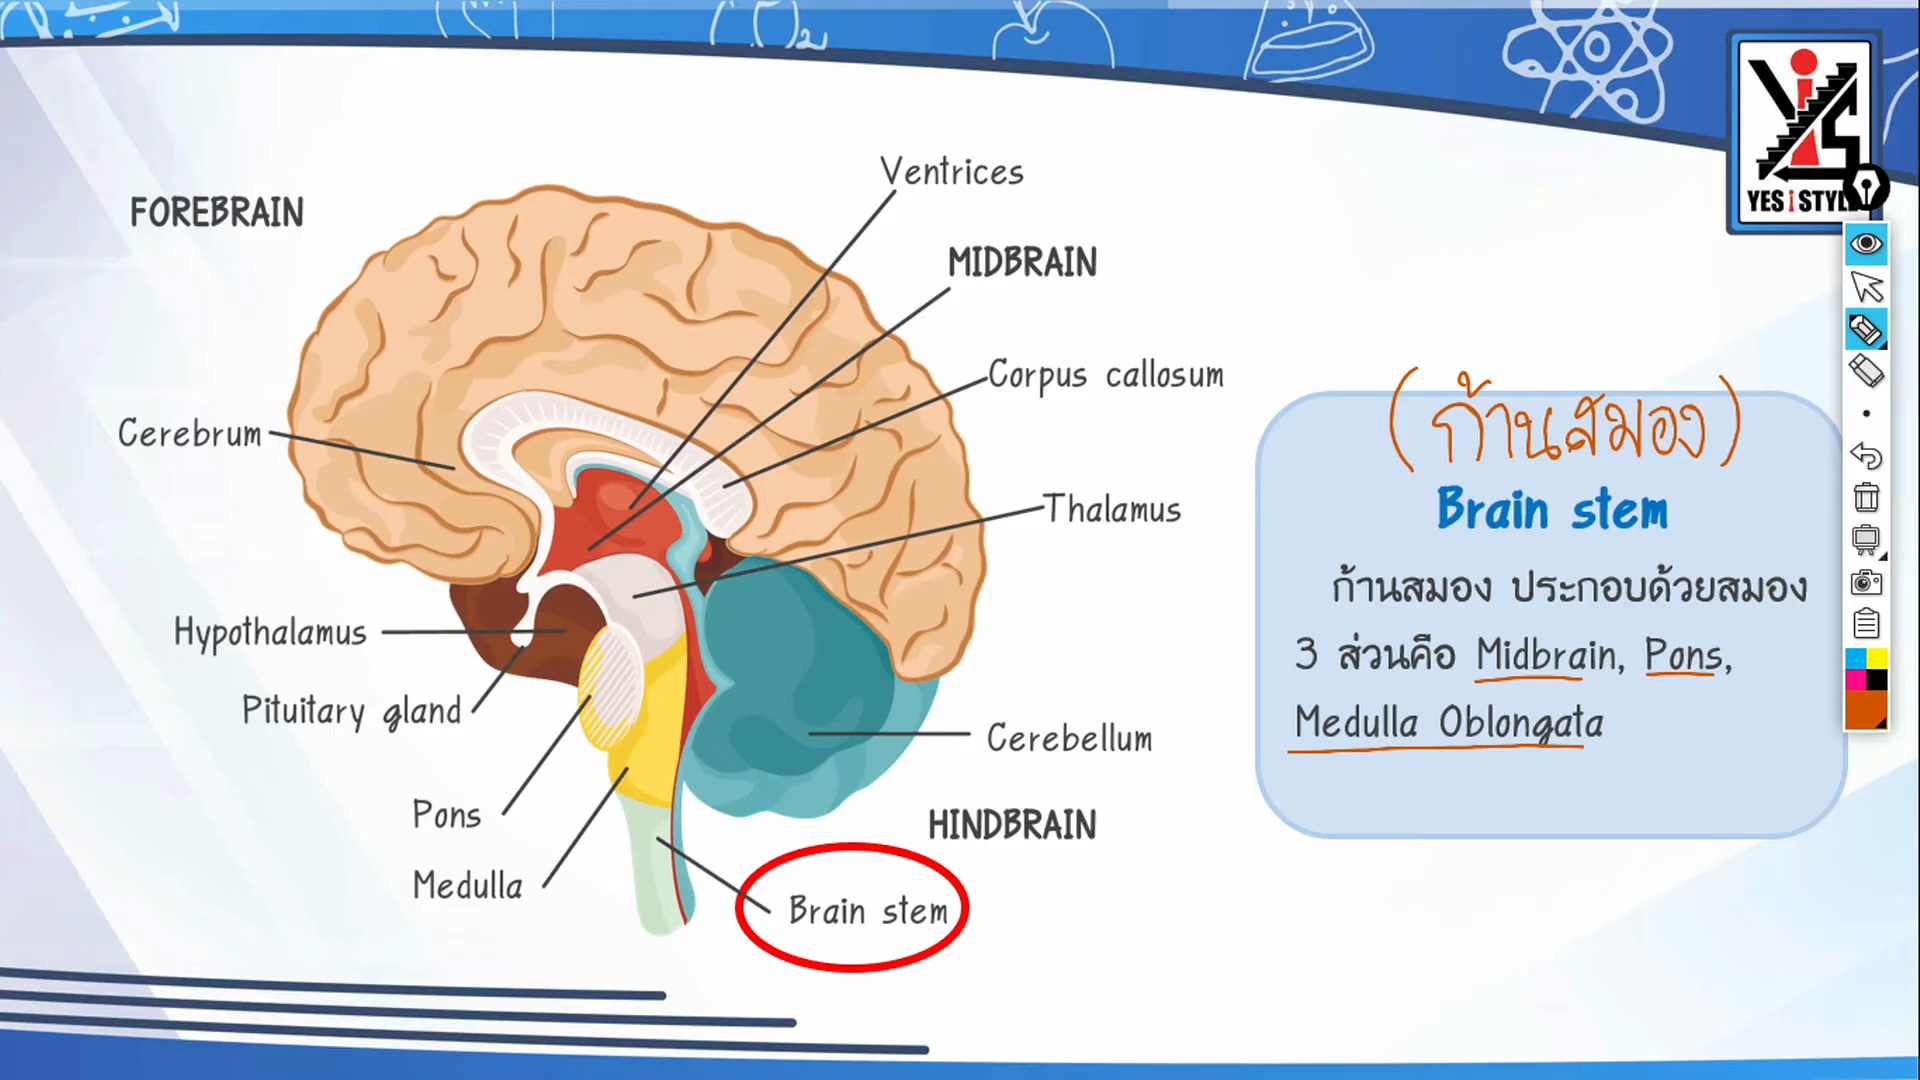 Ventrices
FOREBRAIN
MIDBRAIN
Corpus callosum
Cerebrum
Thalamus
Hypothalamus
Pituitary gland
Cerebellum
Pons
HINDBRAIN
Medulla
Brain stem
YES i STYLE
(ก้านสมอง)
Brain stem
ก้านสมอง ประกอบด้วยสมอง
3 ส่วนคือ Midbrain, Pons,
Medulla Oblongata